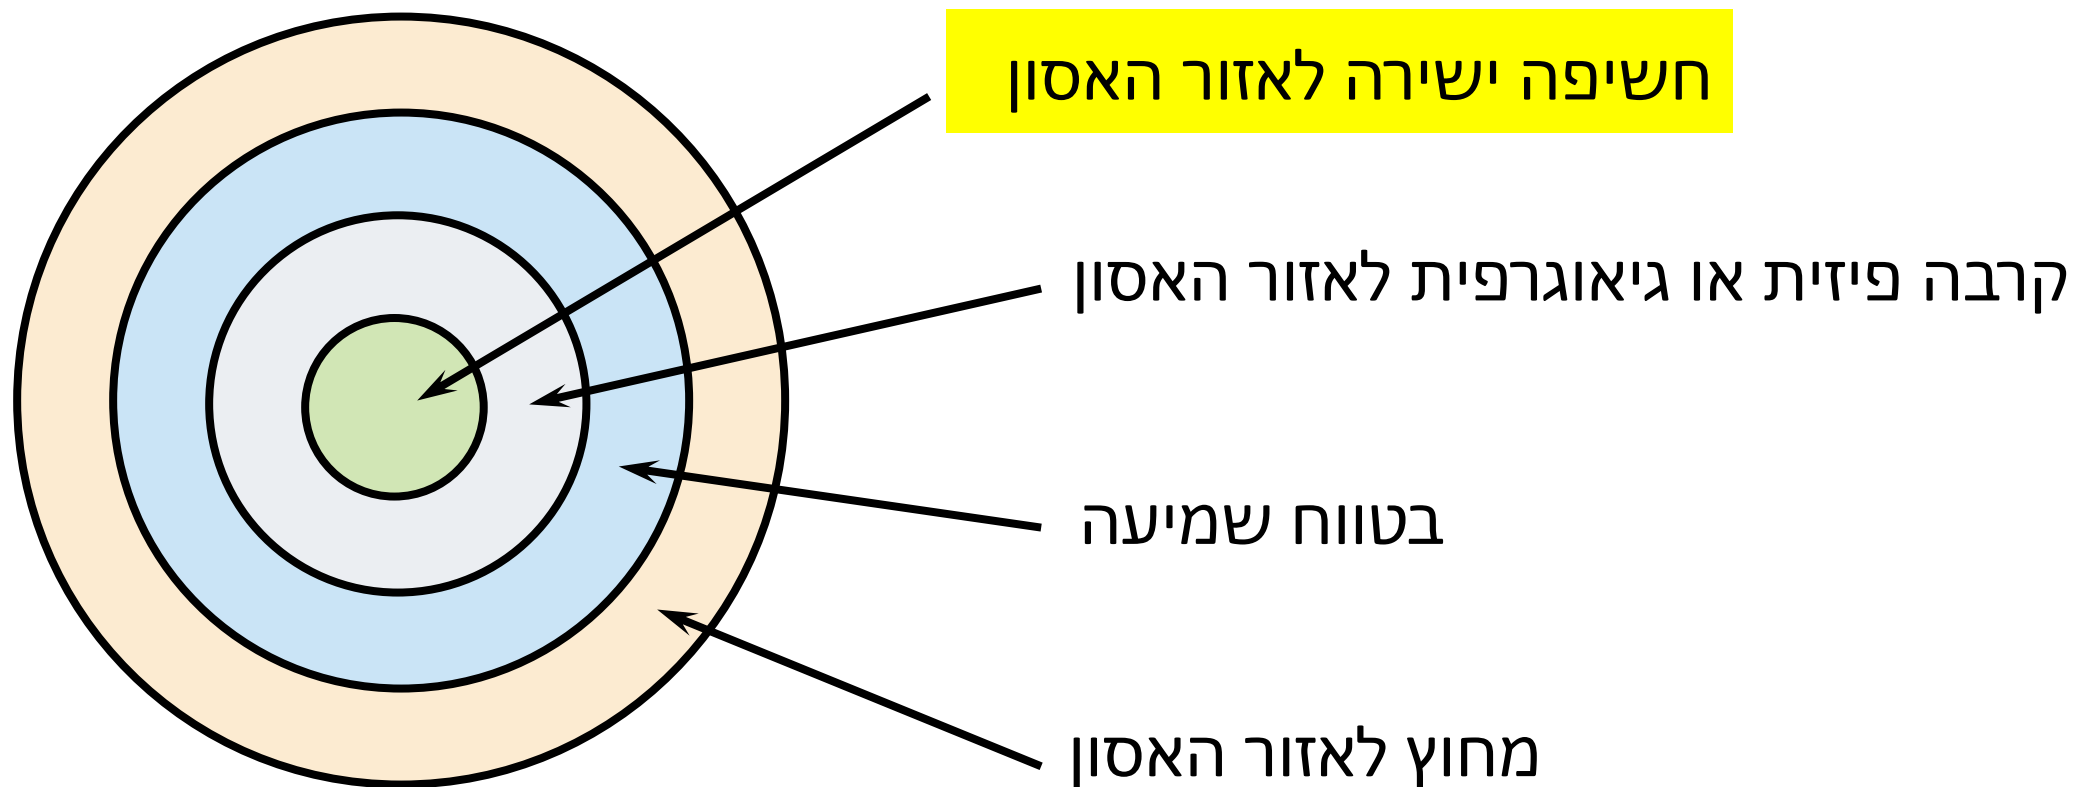 חשיפה ישירה לאזור האסון
קרבה פיזית או גיאוגרפית לאזור האסון
בטווח שמיעה
מחוץ לאזור האסון